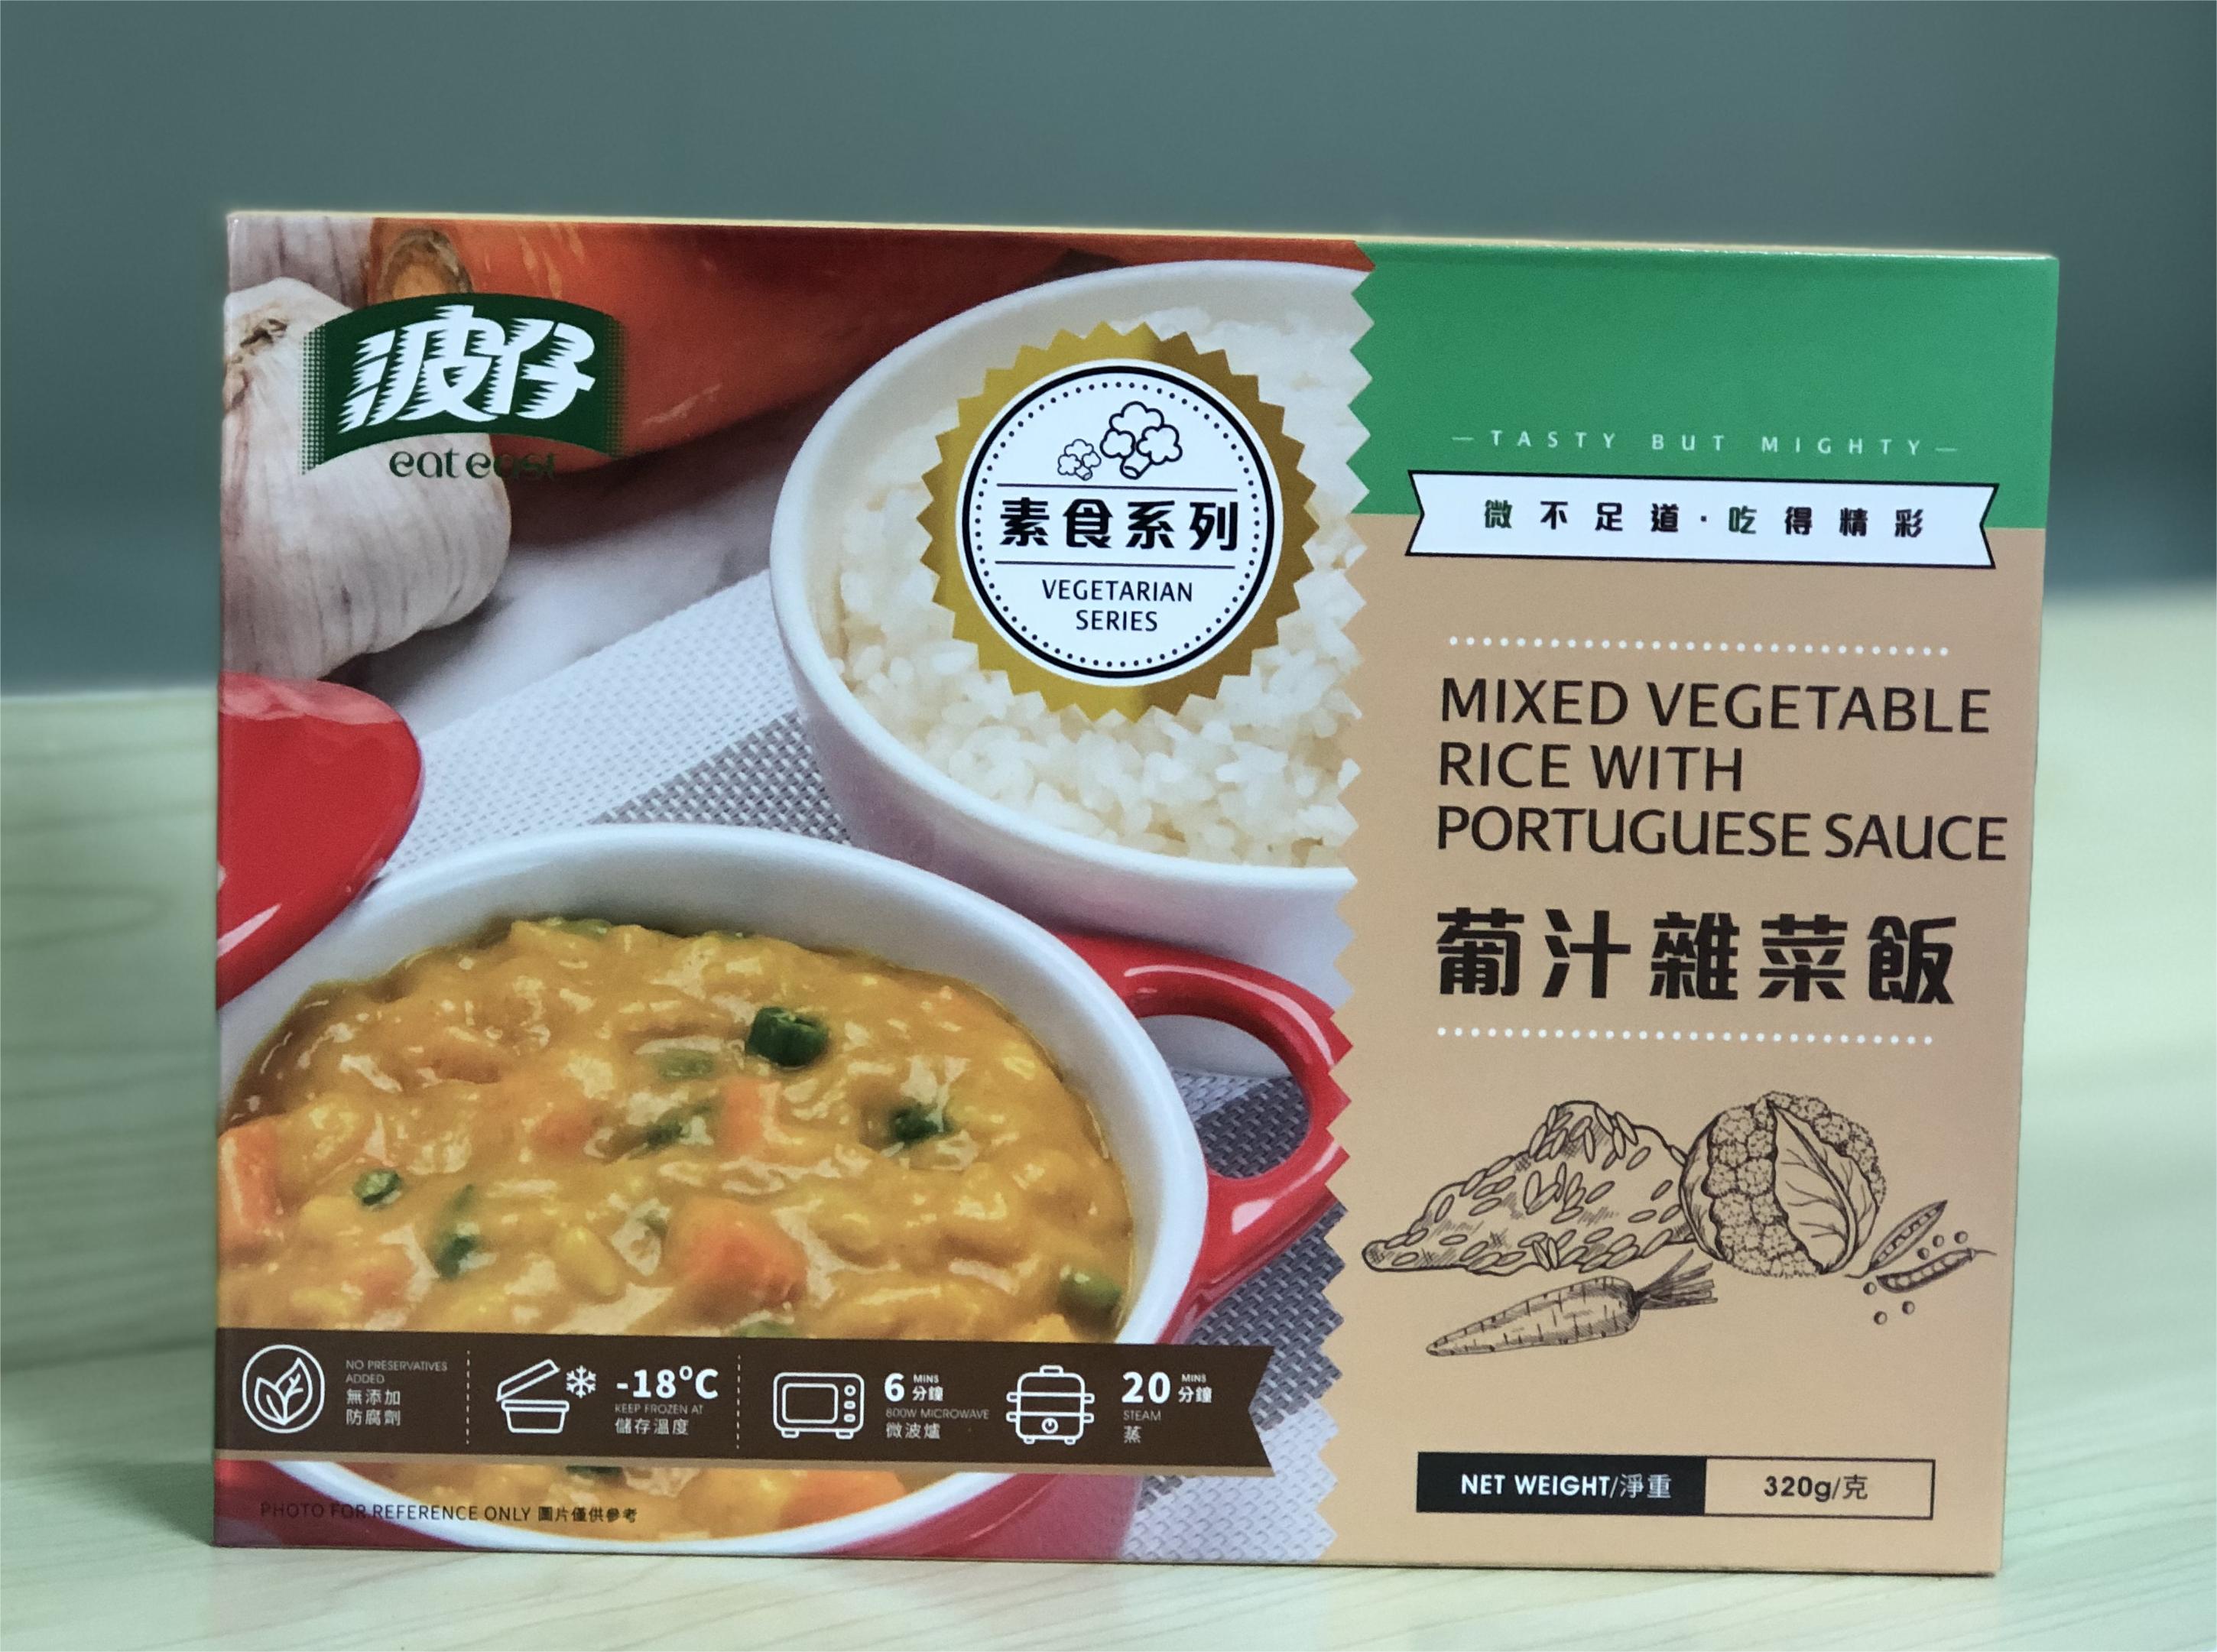 波仔
eat east
素食系列
VEGETARIAN
SERIES
TASTY BUT MIGHTY
微不足道·吃得精彩
MIXED VEGETABLE
RICE WITH
PORTUGUESE SAUCE
葡汁雜菜飯
NO PRESERVATIVES
ADDED
無添加
防腐劑
-18°C
KEEP FROZEN AT
儲存溫度
6 MINS 分鐘
800W MICROWAVE
微波爐
20 MINS 分鐘
STEAM
蒸
NET WEIGHT/淨重 320g/克
PHOTO FOR REFERENCE ONLY 圖片僅供參考